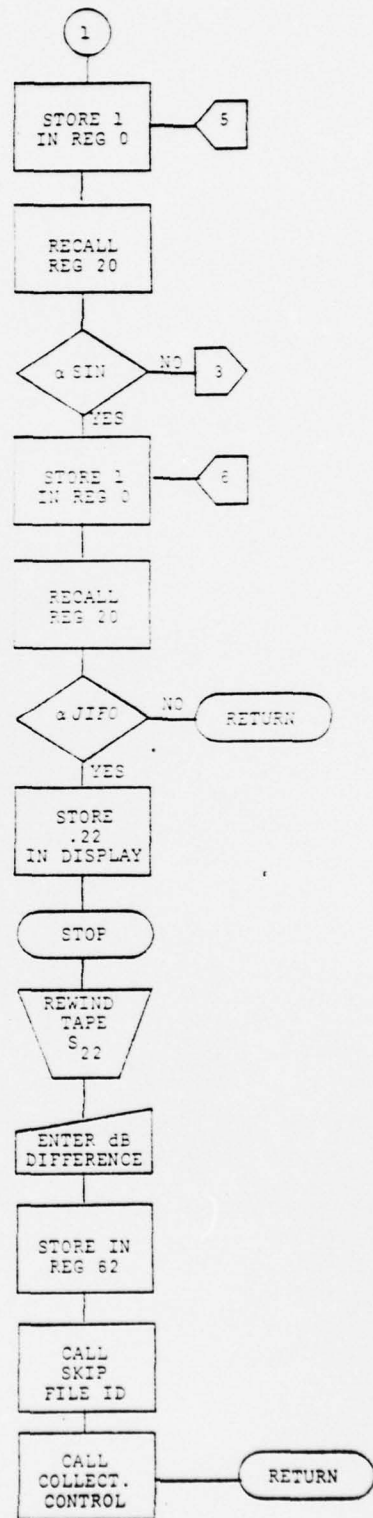 1
STORE 1
IN REG 0
5
RECALL
REG 20
α SIN
NO
3
YES
STORE 1
IN REG 0
6
RECALL
REG 20
α JIFO
NO
RETURN
YES
STORE
.22
IN DISPLAY
STOP
REWIND
TAPE
S22
ENTER dB
DIFFERENCE
STORE IN
REG 62
CALL
SKIP
FILE ID
CALL
COLLECT.
CONTROL
RETURN